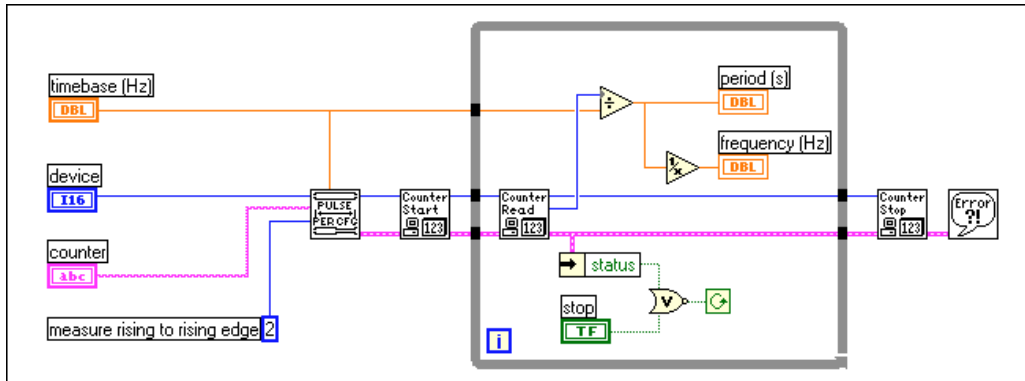 timebase (Hz)
DBL
device
I16
counter
abc
measure rising to rising edge 2
PULSE
PER CFG
Counter
Start
123
Counter
Read
123
÷
1/x
period (s)
DBL
frequency (Hz)
DBL
status
stop
TF
V
i
Counter
Stop
123
Error
?!